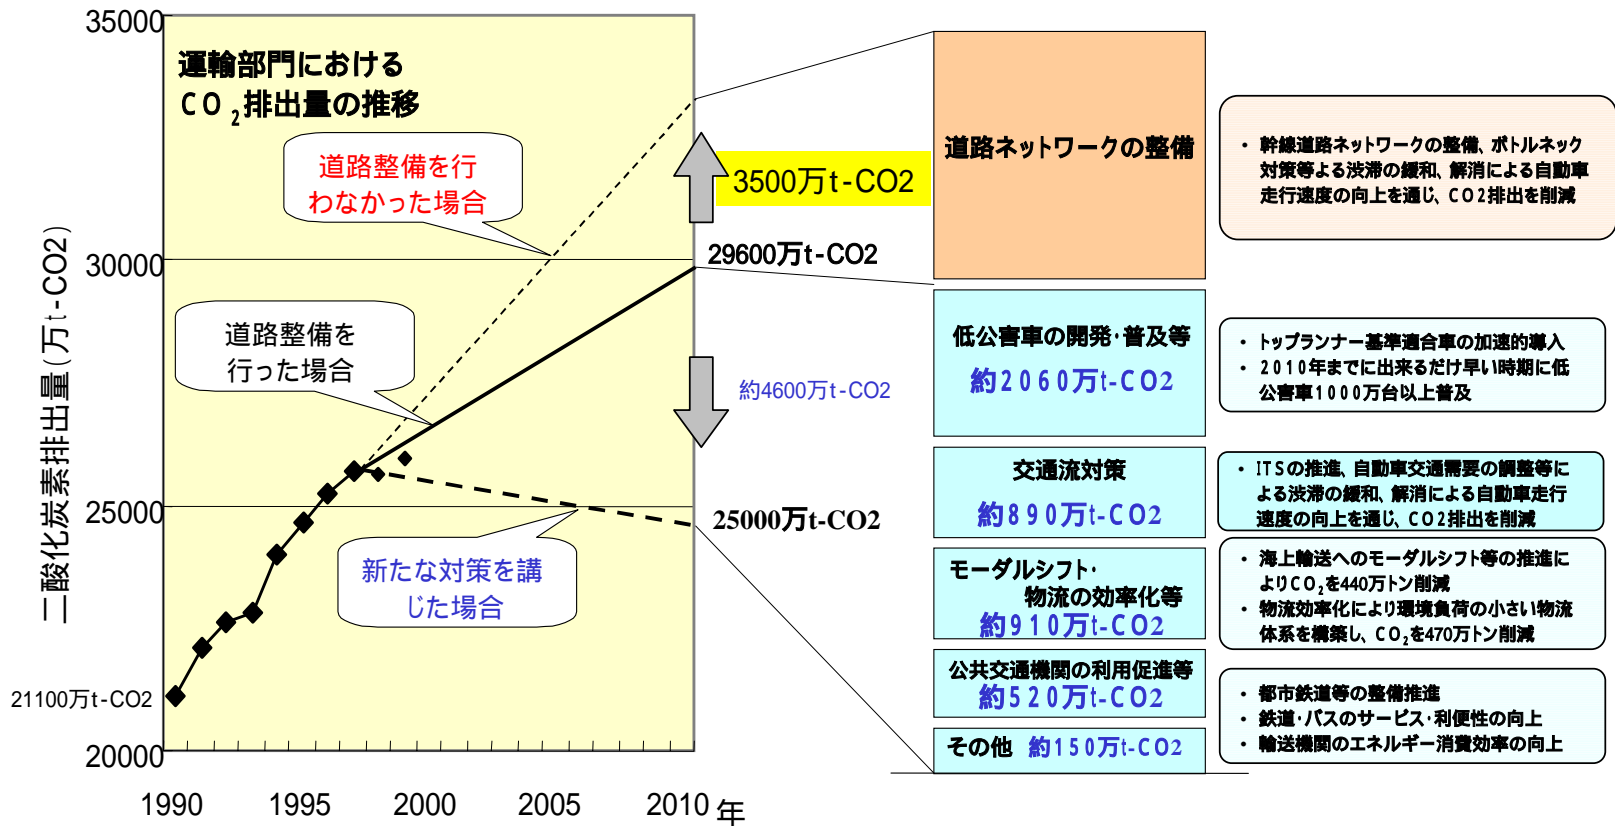 35000
運輸部門における
CO2排出量の推移
道路整備を行
わなかった場合
3500万t-CO2
30000
29600万t-CO2
道路整備を
行った場合
約4600万t-CO2
二酸化炭素排出量(万t-CO2)
25000
25000万t-CO2
新たな対策を講
じた場合
21100万t-CO2
20000
1990
1995
2000
2005
2010
年
道路ネットワークの整備
・ 幹線道路ネットワークの整備、ボトルネック
対策等よる渋滞の緩和、解消による自動車
走行速度の向上を通じ、CO2排出を削減
低公害車の開発・普及等
約2060万t-CO2
・ トップランナー基準適合車の加速的導入
・ 2010年までに出来るだけ早い時期に低
公害車1000万台以上普及
交通流対策
約890万t-CO2
・ ITSの推進、自動車交通需要の調整等に
よる渋滞の緩和、解消による自動車走行
速度の向上を通じ、CO2排出を削減
モーダルシフト・
物流の効率化等
約910万t-CO2
・ 海上輸送へのモーダルシフト等の推進に
よりCO2を440万トン削減
・ 物流効率化により環境負荷の小さい物流
体系を構築し、CO2を470万トン削減
公共交通機関の利用促進等
約520万t-CO2
・ 都市鉄道等の整備推進
・ 鉄道・バスのサービス・利便性の向上
・ 輸送機関のエネルギー消費効率の向上
その他 約150万t-CO2